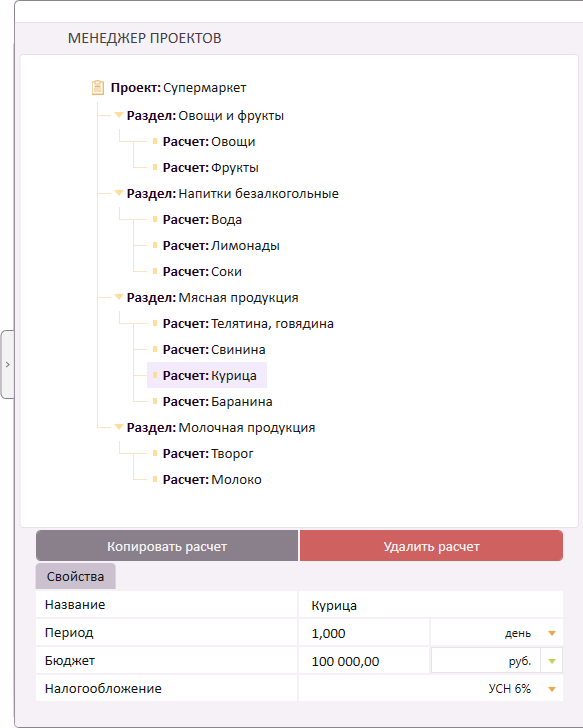 МЕНЕДЖЕР ПРОЕКТОВ
Проект: Супермаркет
Раздел: Овощи и фрукты
Расчет: Овощи
Расчет: Фрукты
Раздел: Напитки безалкогольные
Расчет: Вода
Расчет: Лимонады
Расчет: Соки
Раздел: Мясная продукция
Расчет: Телятина, говядина
Расчет: Свинина
Расчет: Курица
Расчет: Баранина
Раздел: Молочная продукция
Расчет: Творог
Расчет: Молоко
Копировать расчет Удалить расчет
Свойства
Название Курица
Период 1,000 день
Бюджет 100 000,00 руб.
Налогообложение УСН 6%